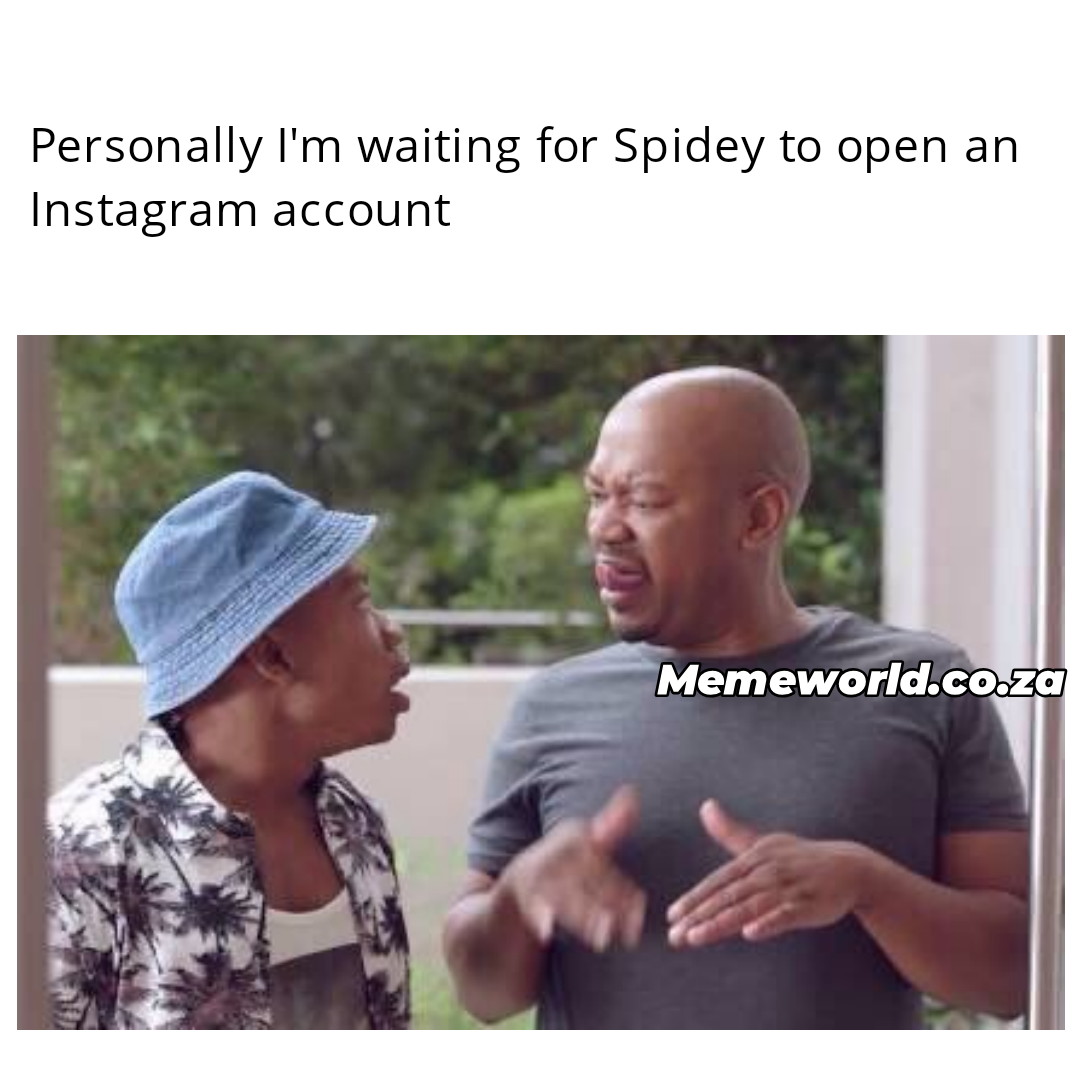 Personally I'm waiting for Spidey to open an
Instagram account
Memeworld.co.za